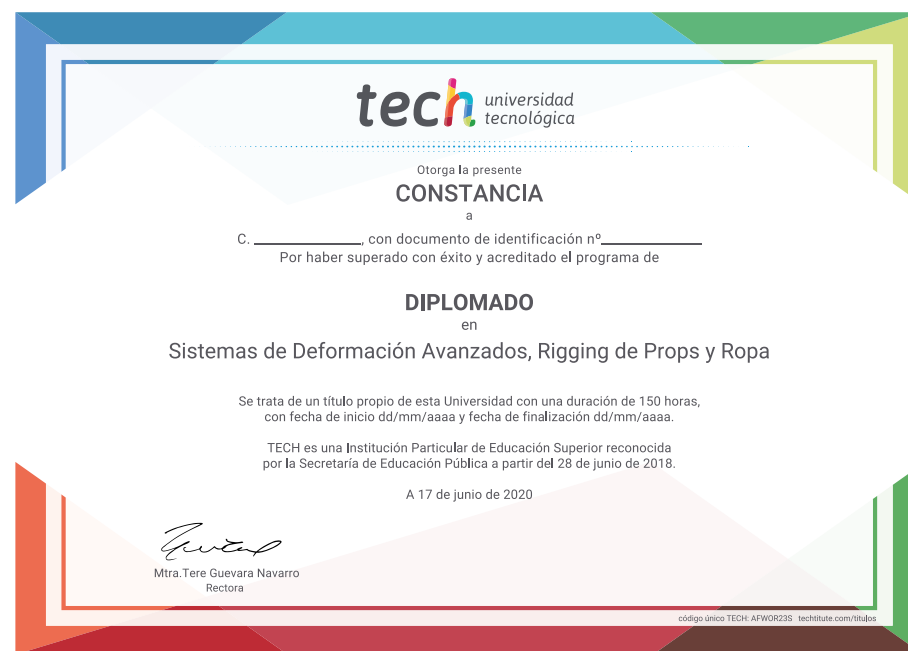 tech universidad
tecnológica
Otorga la presente
CONSTANCIA
a
C. ____________, con documento de identificación nº____________
Por haber superado con éxito y acreditado el programa de
DIPLOMADO
en
Sistemas de Deformación Avanzados, Rigging de Props y Ropa
Se trata de un título propio de esta Universidad con una duración de 150 horas,
con fecha de inicio dd/mm/aaaa y fecha de finalización dd/mm/aaaa.
TECH es una Institución Particular de Educación Superior reconocida
por la Secretaría de Educación Pública a partir del 28 de junio de 2018.
A 17 de junio de 2020
Mtra.Tere Guevara Navarro
Rectora
código único TECH: AFWOR23S techtitute.com/titulos